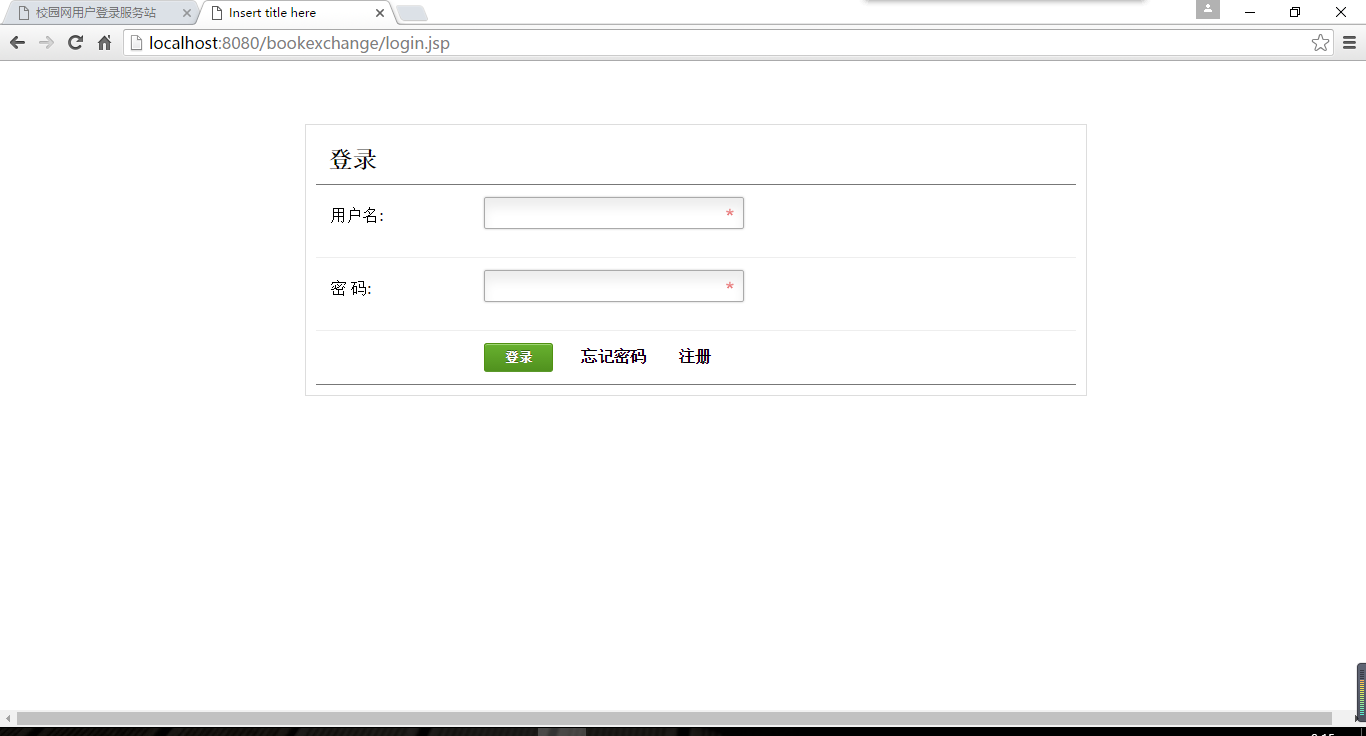 校园网用户登录服务站
Insert title here
localhost:8080/bookexchange/login.jsp
登录
用户名:
*
密 码:
*
登录 忘记密码 注册